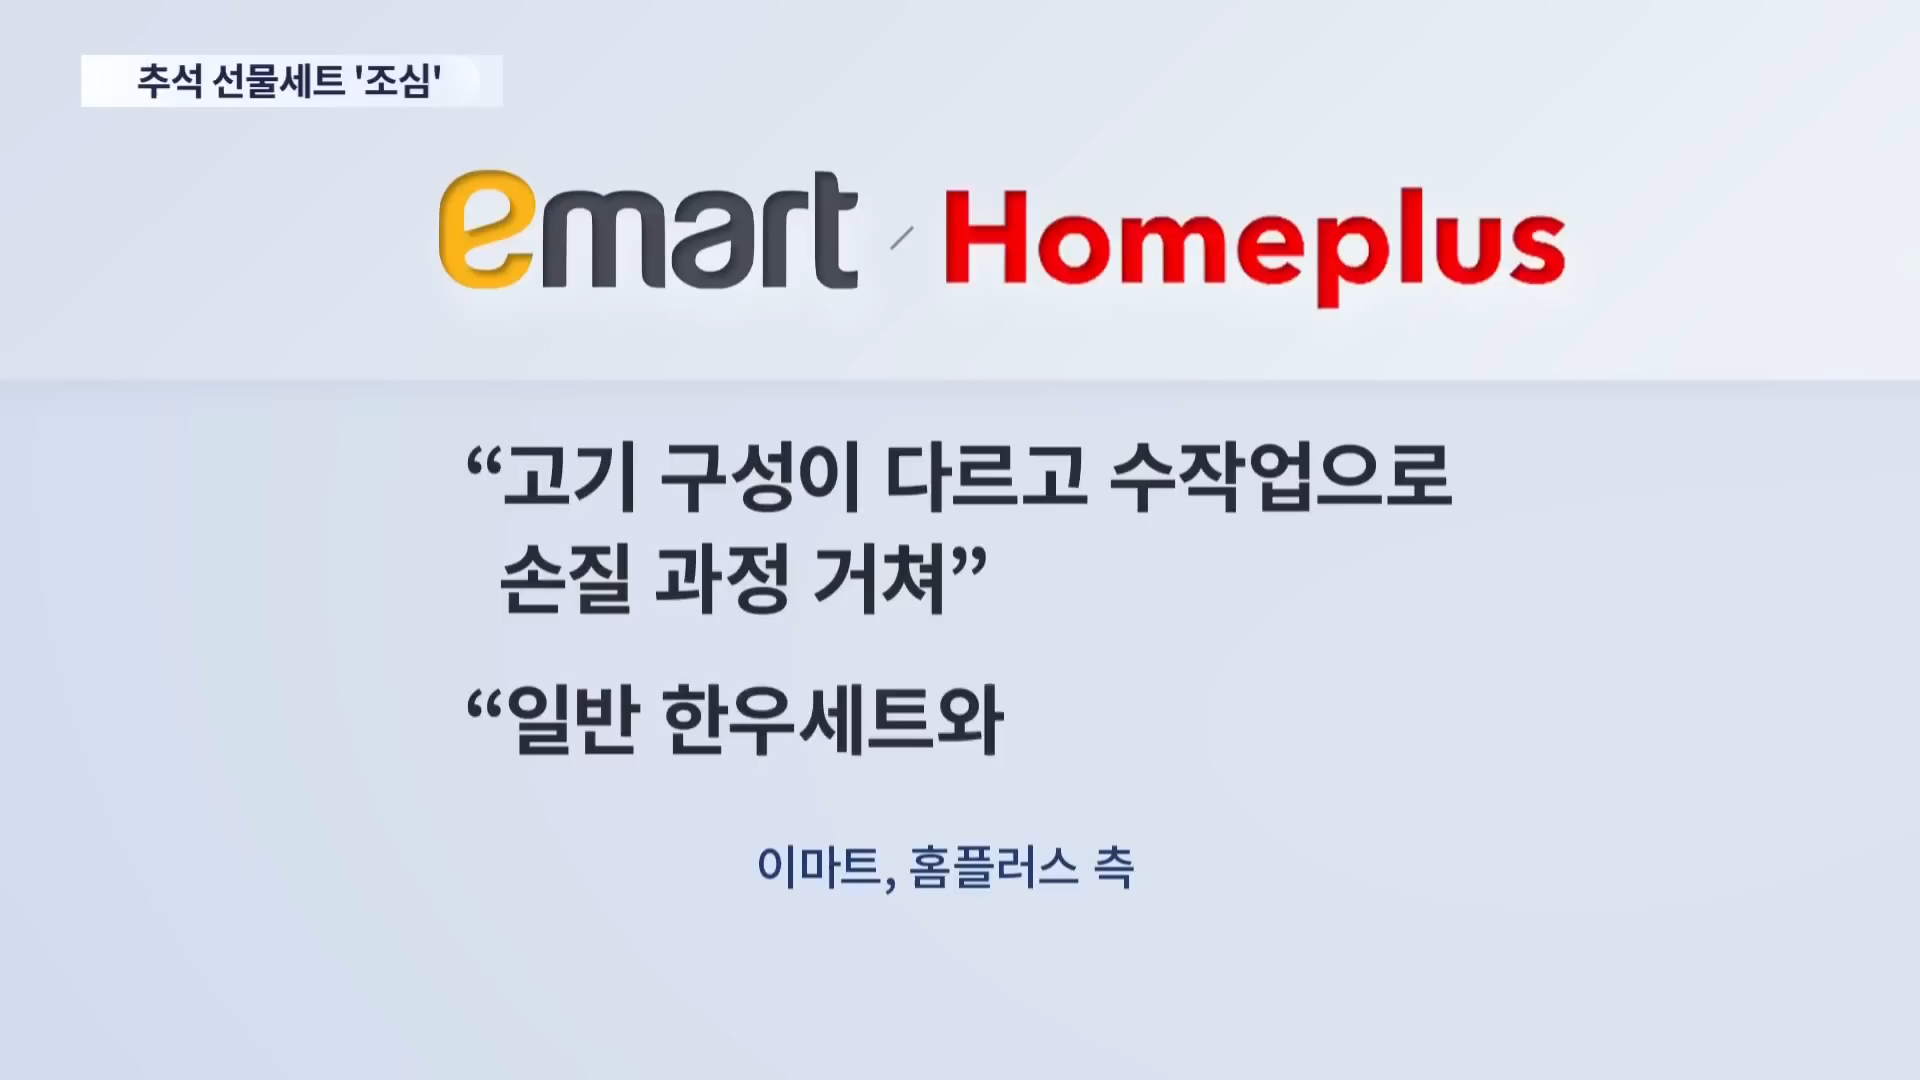 추석 선물세트 '조심'
emart / Homeplus
“고기 구성이 다르고 수작업으로
손질 과정 거쳐”
“일반 한우세트와
이마트, 홈플러스 측